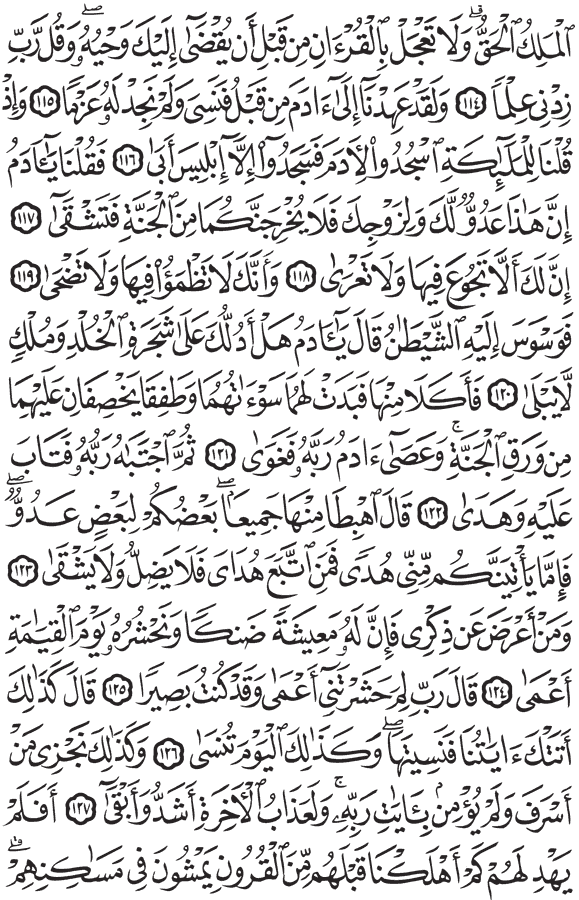 ٱلۡمَلِكُ ٱلۡحَقُّۗ وَلَا تَعۡجَلۡ بِٱلۡقُرۡءَانِ مِن قَبۡلِ أَن يُقۡضَىٰٓ إِلَيۡكَ وَحۡيُهُۥۖ وَقُل رَّبِّ
زِدۡنِي عِلۡمٗا ١١٤ وَلَقَدۡ عَهِدۡنَآ إِلَىٰٓ ءَادَمَ مِن قَبۡلُ فَنَسِيَ وَلَمۡ نَجِدۡ لَهُۥ عَزۡمٗا ١١٥ وَإِذۡ
قُلۡنَا لِلۡمَلَٰٓئِكَةِ ٱسۡجُدُواْ لِأٓدَمَ فَسَجَدُوٓاْ إِلَّآ إِبۡلِيسَ أَبَىٰ ١١٦ فَقُلۡنَا يَٰٓـَٔادَمُ
إِنَّ هَٰذَا عَدُوّٞ لَّكَ وَلِزَوۡجِكَ فَلَا يُخۡرِجَنَّكُمَا مِنَ ٱلۡجَنَّةِ فَتَشۡقَىٰٓ ١١٧
إِنَّ لَكَ أَلَّا تَجُوعَ فِيهَا وَلَا تَعۡرَىٰ ١١٨ وَأَنَّكَ لَا تَظۡمَؤُاْ فِيهَا وَلَا تَضۡحَىٰ ١١٩
فَوَسۡوَسَ إِلَيۡهِ ٱلشَّيۡطَٰنُ قَالَ يَٰٓـَٔادَمُ هَلۡ أَدُلُّكَ عَلَىٰ شَجَرَةِ ٱلۡخُلۡدِ وَمُلۡكٖ
لَّا يَبۡلَىٰ ١٢٠ فَأَكَلَا مِنۡهَا فَبَدَتۡ لَهُمَا سَوۡءَٰتُهُمَا وَطَفِقَا يَخۡصِفَانِ عَلَيۡهِمَا
مِن وَرَقِ ٱلۡجَنَّةِۚ وَعَصَىٰٓ ءَادَمُ رَبَّهُۥ فَغَوَىٰ ١٢١ ثُمَّ ٱجۡتَبَٰهُ رَبُّهُۥ فَتَابَ
عَلَيۡهِ وَهَدَىٰ ١٢٢ قَالَ ٱهۡبِطَا مِنۡهَا جَمِيعَۢاۖ بَعۡضُكُمۡ لِبَعۡضٍ عَدُوّٞۖ
فَإِمَّا يَأۡتِيَنَّكُم مِّنِّي هُدٗى فَمَنِ ٱتَّبَعَ هُدَايَ فَلَا يَضِلُّ وَلَا يَشۡقَىٰ ١٢٣
وَمَنۡ أَعۡرَضَ عَن ذِكۡرِي فَإِنَّ لَهُۥ مَعِيشَةٗ ضَنكٗا وَنَحۡشُرُهُۥ يَوۡمَ ٱلۡقِيَٰمَةِ
أَعۡمَىٰ ١٢٤ قَالَ رَبِّ لِمَ حَشَرۡتَنِيٓ أَعۡمَىٰ وَقَدۡ كُنتُ بَصِيرٗا ١٢٥ قَالَ كَذَٰلِكَ
أَتَتۡكَ ءَايَٰتُنَا فَنَسِيتَهَاۖ وَكَذَٰلِكَ ٱلۡيَوۡمَ تُنسَىٰ ١٢٦ وَكَذَٰلِكَ نَجۡزِي مَنۡ
أَسۡرَفَ وَلَمۡ يُؤۡمِنۢ بِـَٔايَٰتِ رَبِّهِۦۚ وَلَعَذَابُ ٱلۡأٓخِرَةِ أَشَدُّ وَأَبۡقَىٰٓ ١٢٧ أَفَلَمۡ
يَهۡدِ لَهُمۡ كَمۡ أَهۡلَكۡنَا قَبۡلَهُم مِّنَ ٱلۡقُرُونِ يَمۡشُونَ فِي مَسَٰكِنِهِمۡۗ